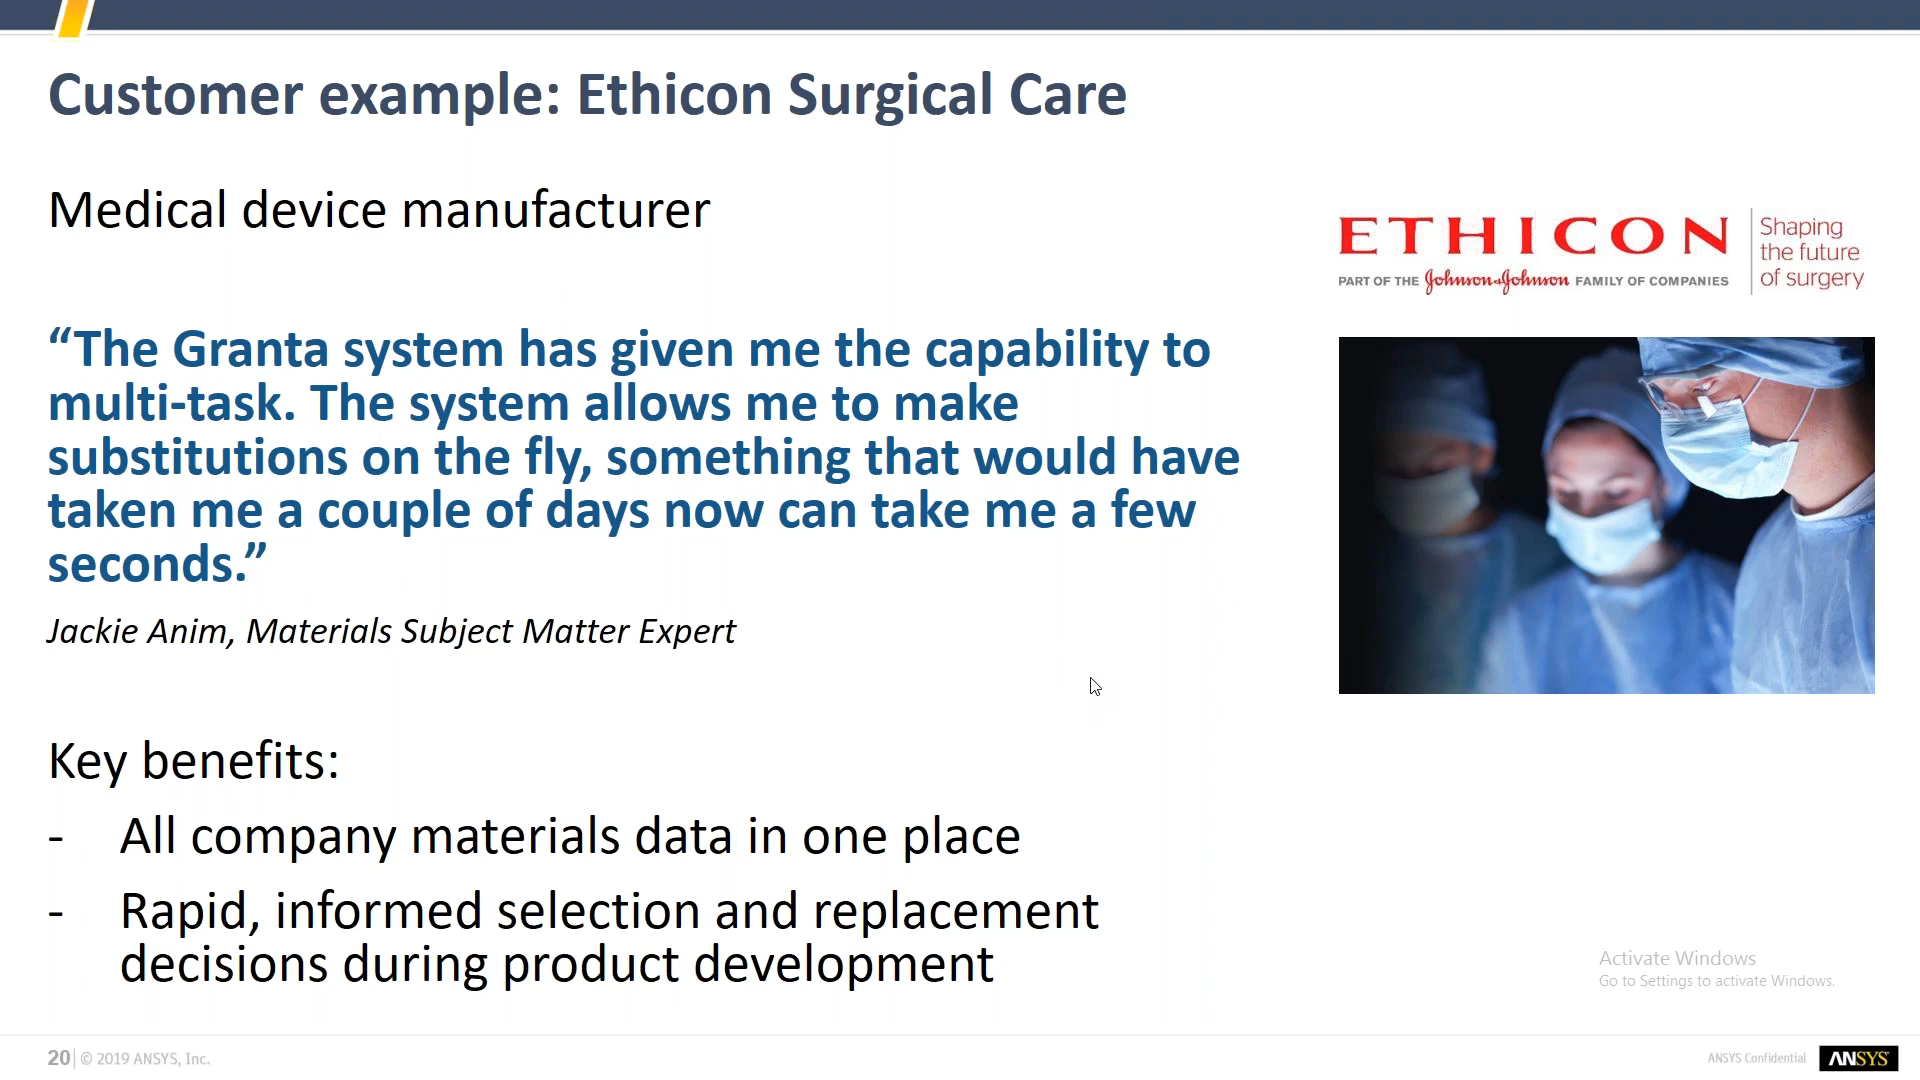 Customer example: Ethicon Surgical Care
Medical device manufacturer
ETHICON
PART OF THE Johnson & Johnson FAMILY OF COMPANIES
Shaping
the future
of surgery
“The Granta system has given me the capability to
multi-task. The system allows me to make
substitutions on the fly, something that would have
taken me a couple of days now can take me a few
seconds.”
Jackie Anim, Materials Subject Matter Expert
Key benefits:
- All company materials data in one place
- Rapid, informed selection and replacement
decisions during product development
Activate Windows
Go to Settings to activate Windows.
20 © 2019 ANSYS, Inc.
ANSYS Confidential
ANSYS